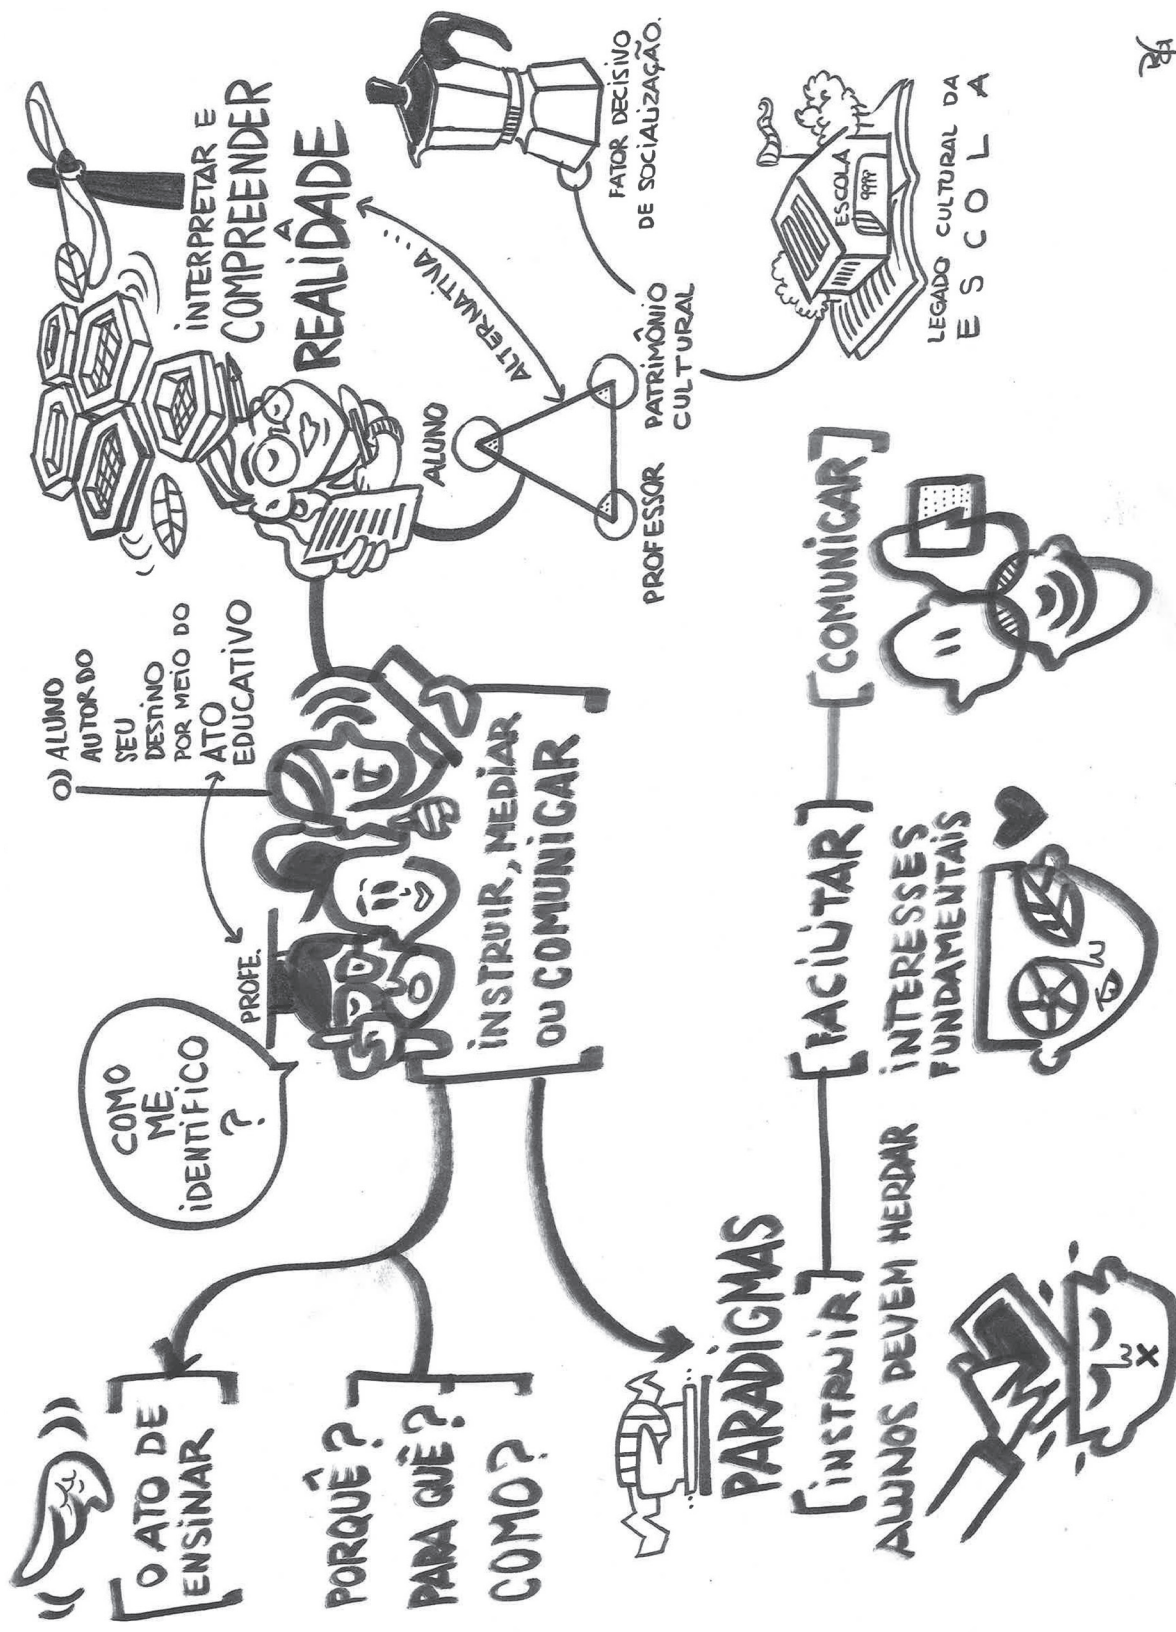 O ATO DE
ENSINAR
PORQUÊ?
PARA QUÊ?
COMO?
COMO
ME
IDENTIFICO
?
PROFE.
O) ALUNO
AUTOR DO
SEU
DESTINO
POR MEIO DO
ATO
EDUCATIVO
INSTRUIR, MEDIAR
OU COMUNICAR
INTERPRETAR E
COMPREENDER
A
REALIDADE
ALTERNATIVA...
ALUNO
PROFESSOR
PATRIMÔNIO
CULTURAL
FATOR DECISIVO
DE SOCIALIZAÇÃO.
ESCOLA
LEGADO CULTURAL DA
ESCOLA
PARADIGMAS
[INSTRUIR]
ALUNOS DEVEM HERDAR
[FACILITAR]
INTERESSES
FUNDAMENTAIS
[COMUNICAR]